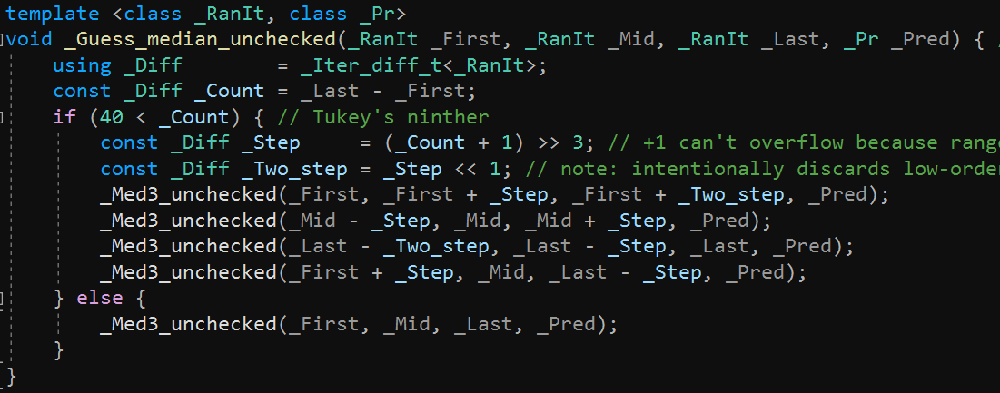 template <class _RanIt, class _Pr>
void _Guess_median_unchecked(_RanIt _First, _RanIt _Mid, _RanIt _Last, _Pr _Pred) { /
    using _Diff        = _Iter_diff_t<_RanIt>;
    const _Diff _Count = _Last - _First;
    if (40 < _Count) { // Tukey's ninther
        const _Diff _Step     = (_Count + 1) >> 3; // +1 can't overflow because rang
        const _Diff _Two_step = _Step << 1; // note: intentionally discards low-order
        _Med3_unchecked(_First, _First + _Step, _First + _Two_step, _Pred);
        _Med3_unchecked(_Mid - _Step, _Mid, _Mid + _Step, _Pred);
        _Med3_unchecked(_Last - _Two_step, _Last - _Step, _Last, _Pred);
        _Med3_unchecked(_First + _Step, _Mid, _Last - _Step, _Pred);
    } else {
        _Med3_unchecked(_First, _Mid, _Last, _Pred);
    }
}